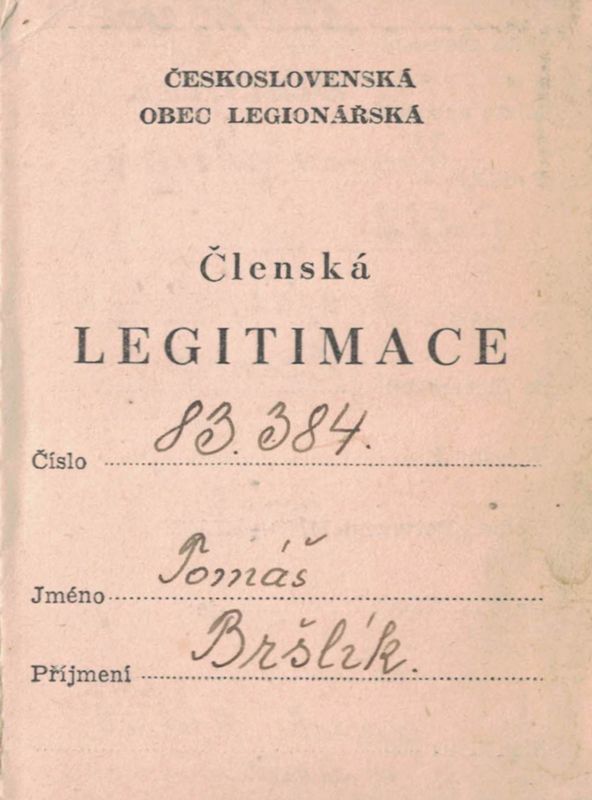 ČESKOSLOVENSKÁ
OBEC LEGIONÁŘSKÁ
Členská
LEGITIMACE
Číslo 83.384.
Jméno Tomáš
Příjmení Bršlík.